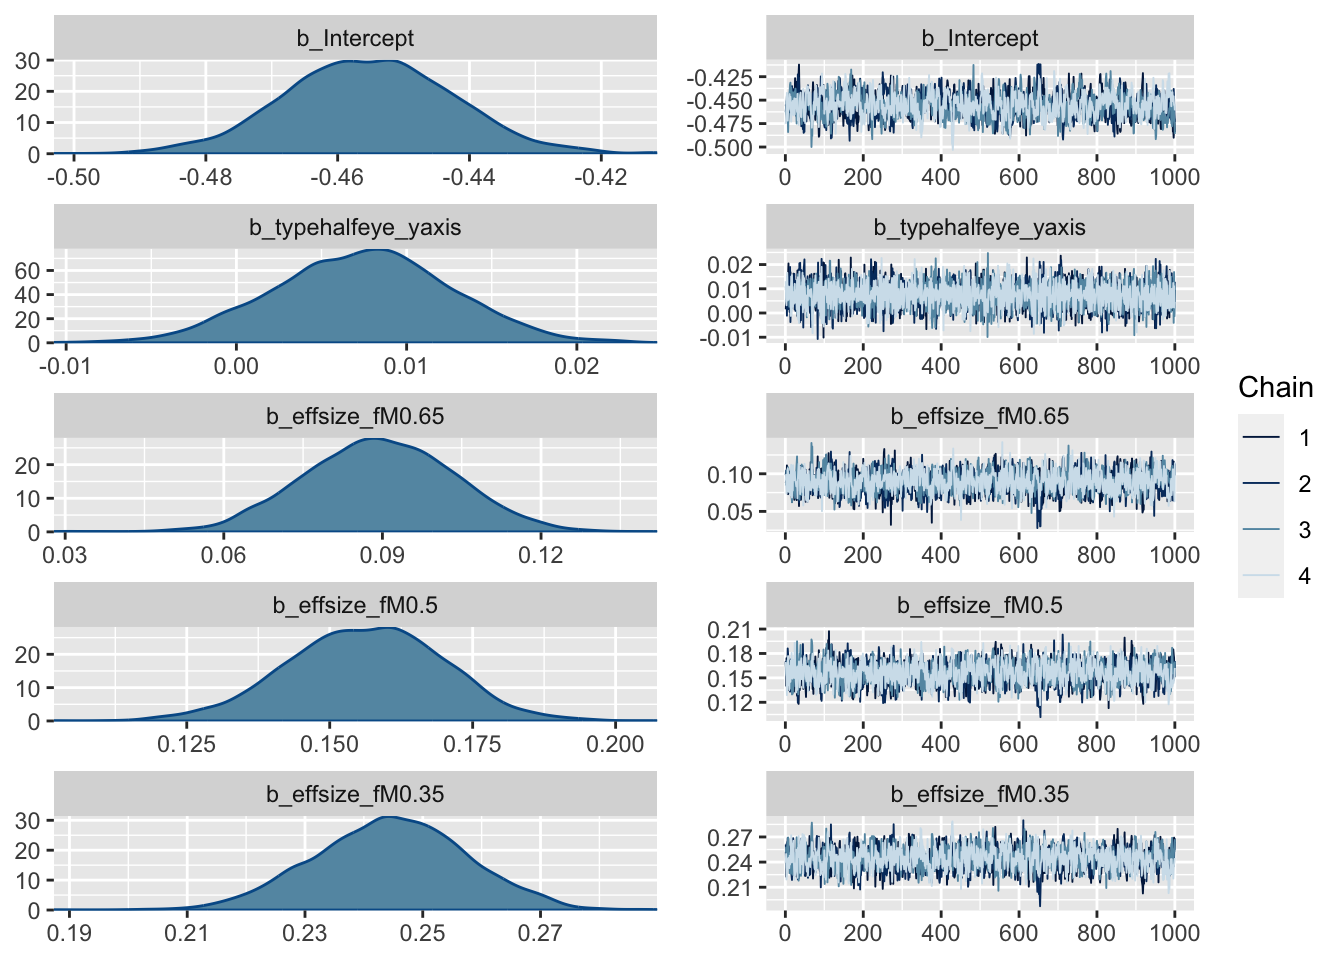 b_Intercept
30
20
10
0
-0.50 -0.48 -0.46 -0.44 -0.42
b_Intercept
-0.425
-0.450
-0.475
-0.500
0 200 400 600 800 1000
b_typehalfeye_yaxis
60
40
20
0
-0.01 0.00 0.01 0.02
b_typehalfeye_yaxis
0.02
0.01
0.00
-0.01
0 200 400 600 800 1000
b_effsize_fM0.65
20
10
0
0.03 0.06 0.09 0.12
b_effsize_fM0.65
0.10
0.05
0 200 400 600 800 1000
b_effsize_fM0.5
20
10
0
0.125 0.150 0.175 0.200
b_effsize_fM0.5
0.21
0.18
0.15
0.12
0 200 400 600 800 1000
b_effsize_fM0.35
30
20
10
0
0.19 0.21 0.23 0.25 0.27
b_effsize_fM0.35
0.27
0.24
0.21
0 200 400 600 800 1000
Chain
1
2
3
4